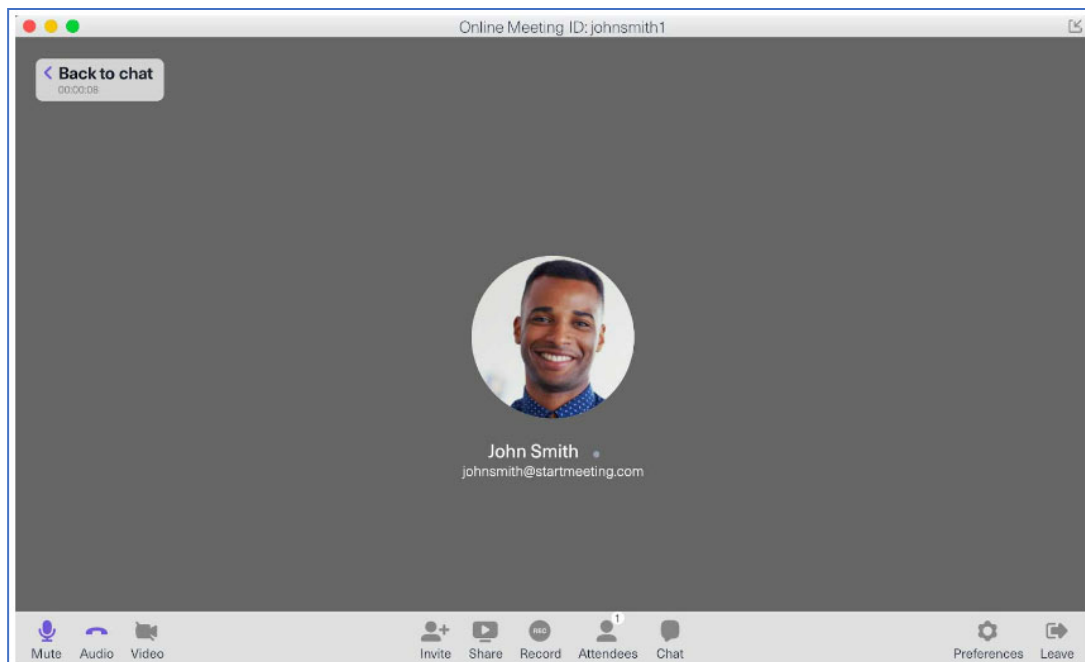 Online Meeting ID: johnsmith1
Back to chat
00:00:08
John Smith
johnsmith@startmeeting.com
1
REC
Mute Audio Video Invite Share Record Attendees Chat Preferences Leave